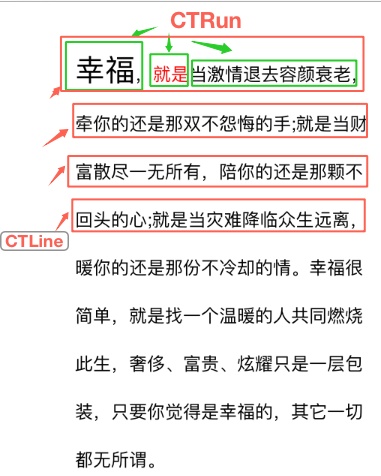 CTRun
幸福，就是当激情退去容颜衰老，
牵你的还是那双不怨悔的手;就是当财
富散尽一无所有，陪你的还是那颗不
回头的心;就是当灾难降临众生远离，
CTLine
暖你的还是那份不冷却的情。幸福很
简单，就是找一个温暖的人共同燃烧
此生，奢侈、富贵、炫耀只是一层包
装，只要你觉得是幸福的，其它一切
都无所谓。